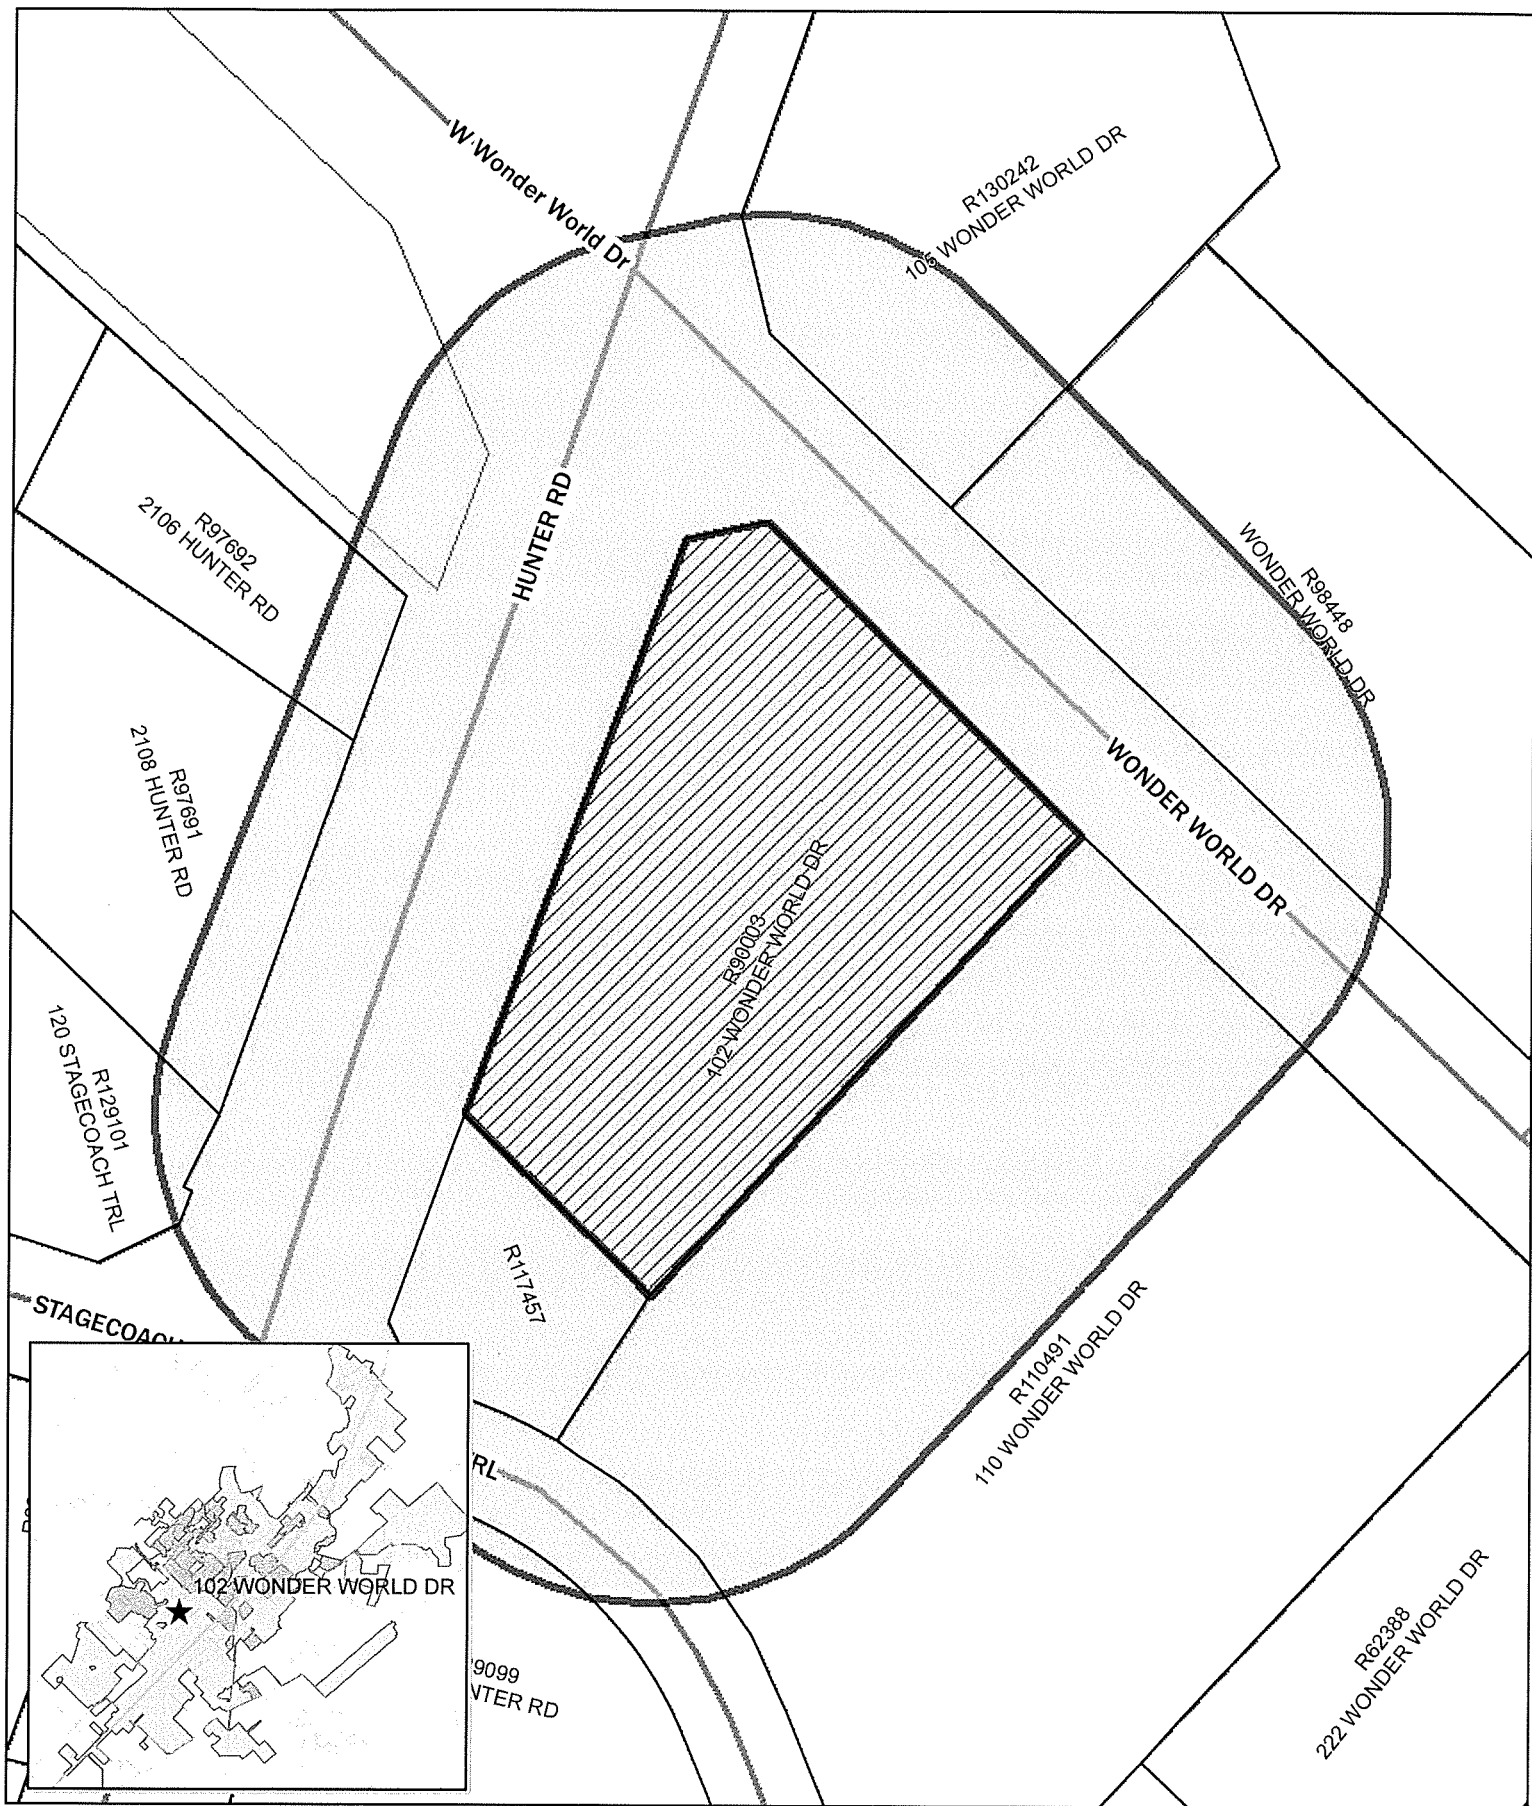 W Wonder World Dr
R130242
105 WONDER WORLD DR
HUNTER RD
R97692
2106 HUNTER RD
R98448
WONDER WORLD DR
R97691
2108 HUNTER RD
WONDER WORLD DR
R90003
102 WONDER WORLD DR
R129101
120 STAGECOACH TRL
R117457
STAGECOACH
TRL
R110491
110 WONDER WORLD DR
102 WONDER WORLD DR
9099
NTER RD
R62388
222 WONDER WORLD DR